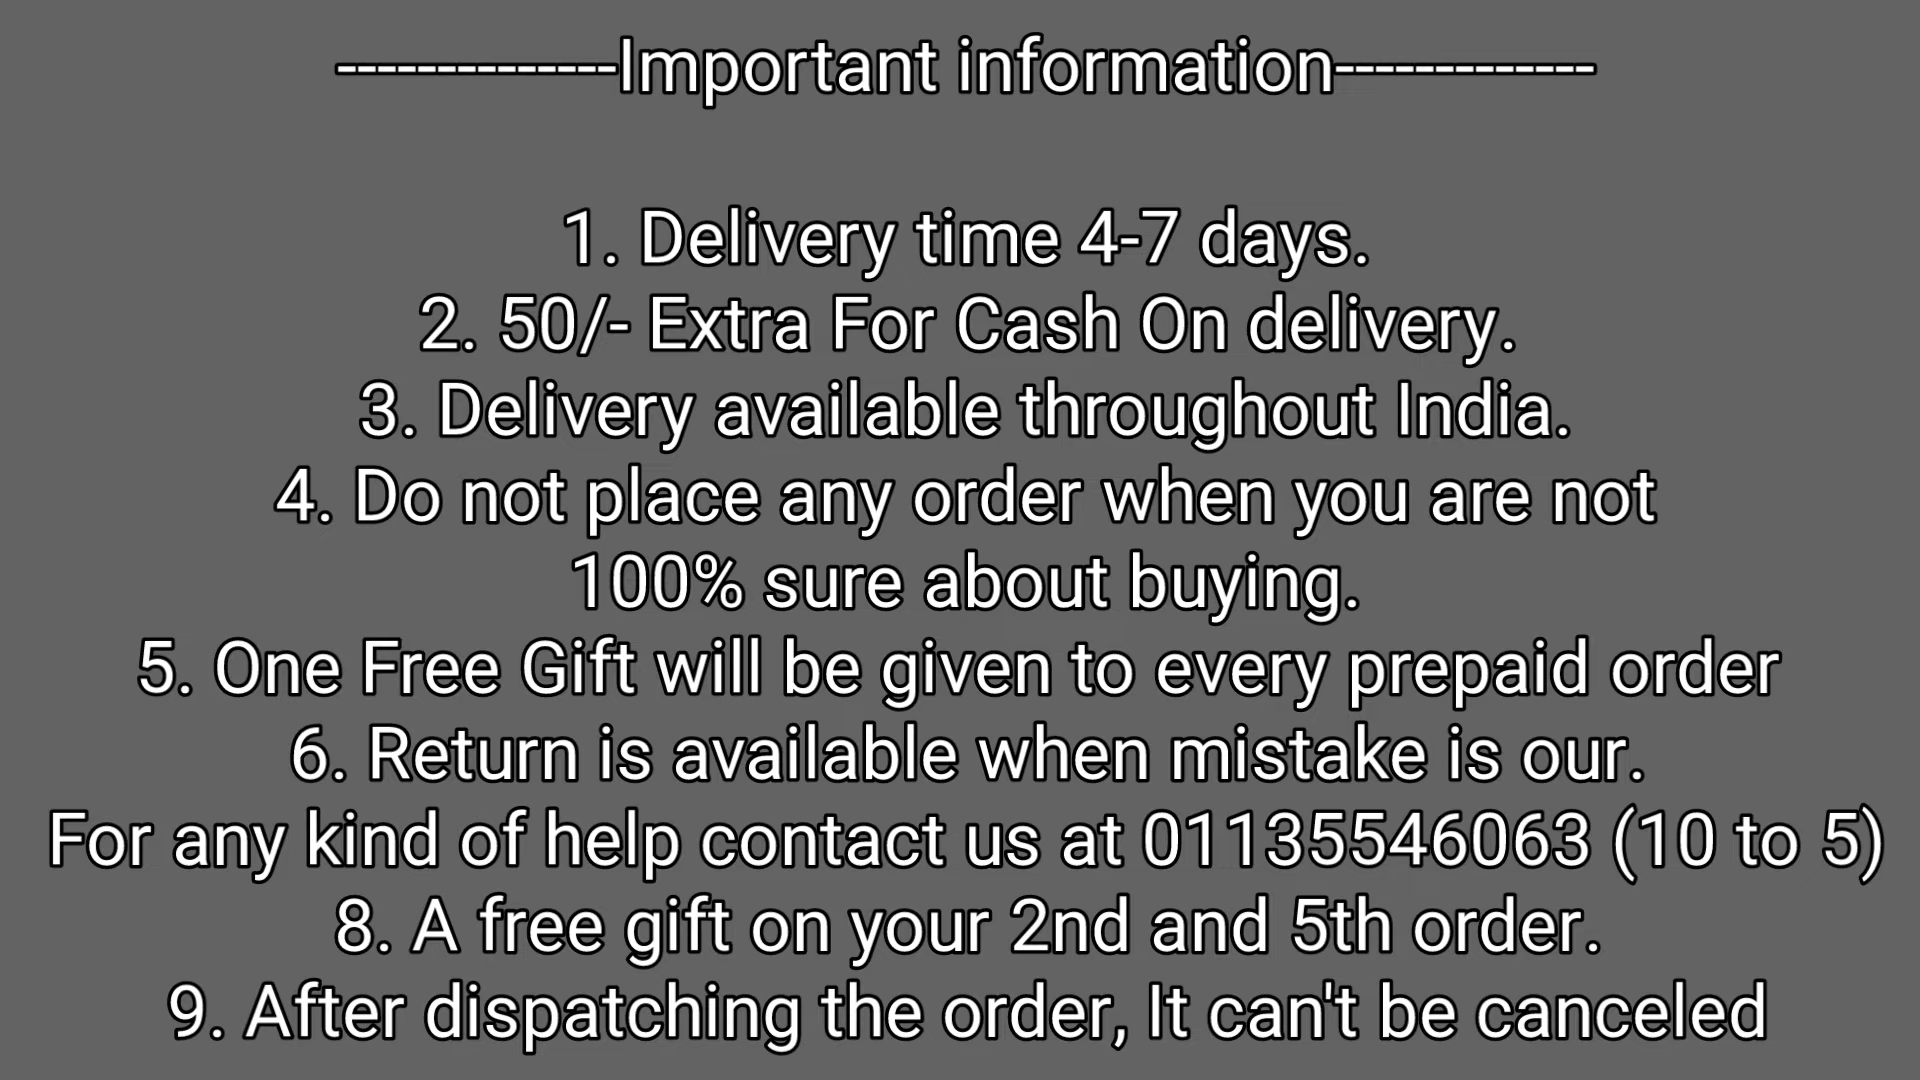 --------------Important information-------------
1. Delivery time 4-7 days.
2. 50/- Extra For Cash On delivery.
3. Delivery available throughout India.
4. Do not place any order when you are not
100% sure about buying.
5. One Free Gift will be given to every prepaid order
6. Return is available when mistake is our.
For any kind of help contact us at 01135546063 (10 to 5)
8. A free gift on your 2nd and 5th order.
9. After dispatching the order, It can't be canceled